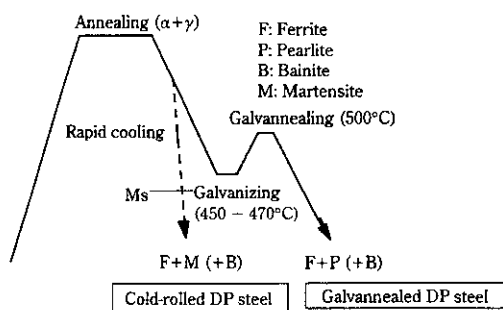 Annealing (α+γ)
F: Ferrite
P: Pearlite
B: Bainite
M: Martensite
Galvannealing (500°C)
Rapid cooling
Ms
Galvanizing
(450 − 470°C)
F+M (+B)
F+P (+B)
Cold-rolled DP steel
Galvannealed DP steel